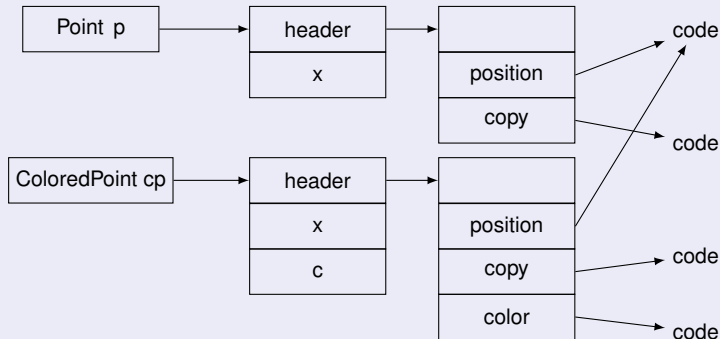 Point p
header
code
x
position
copy
code
ColoredPoint cp
header
x
position
c
copy
code
color
code